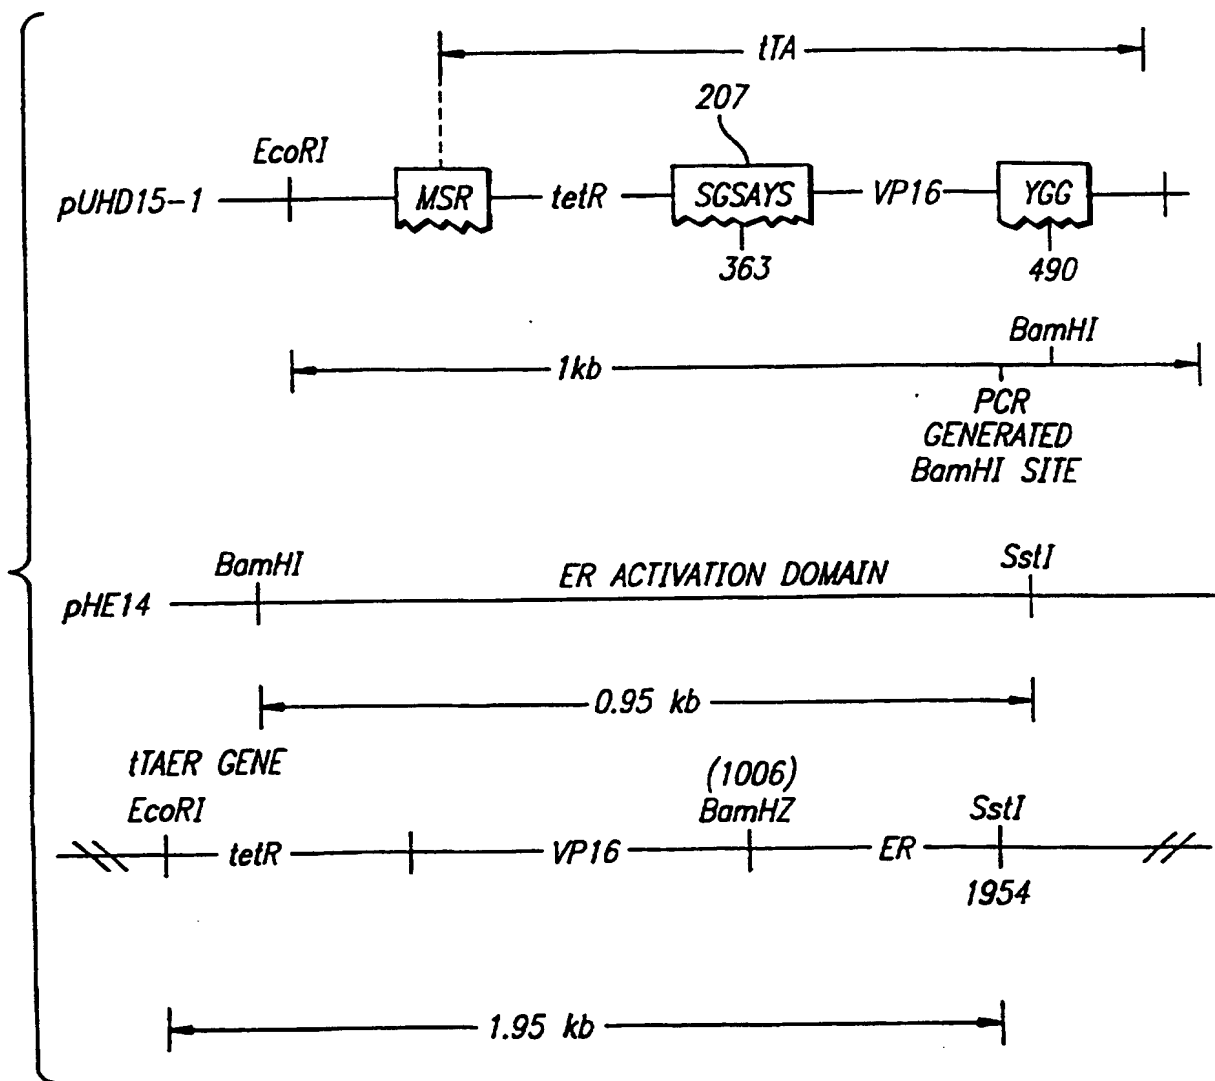 tTA
207
EcoRI
pUHD15-1
MSR
tetR
SGSAYS
VP16
YGG
363
490
BamHI
1kb
PCR
GENERATED
BamHI SITE
BamHI
ER ACTIVATION DOMAIN
SstI
pHE14
0.95 kb
tTAER GENE
(1006)
EcoRI
BamHZ
SstI
tetR
VP16
ER
1954
1.95 kb